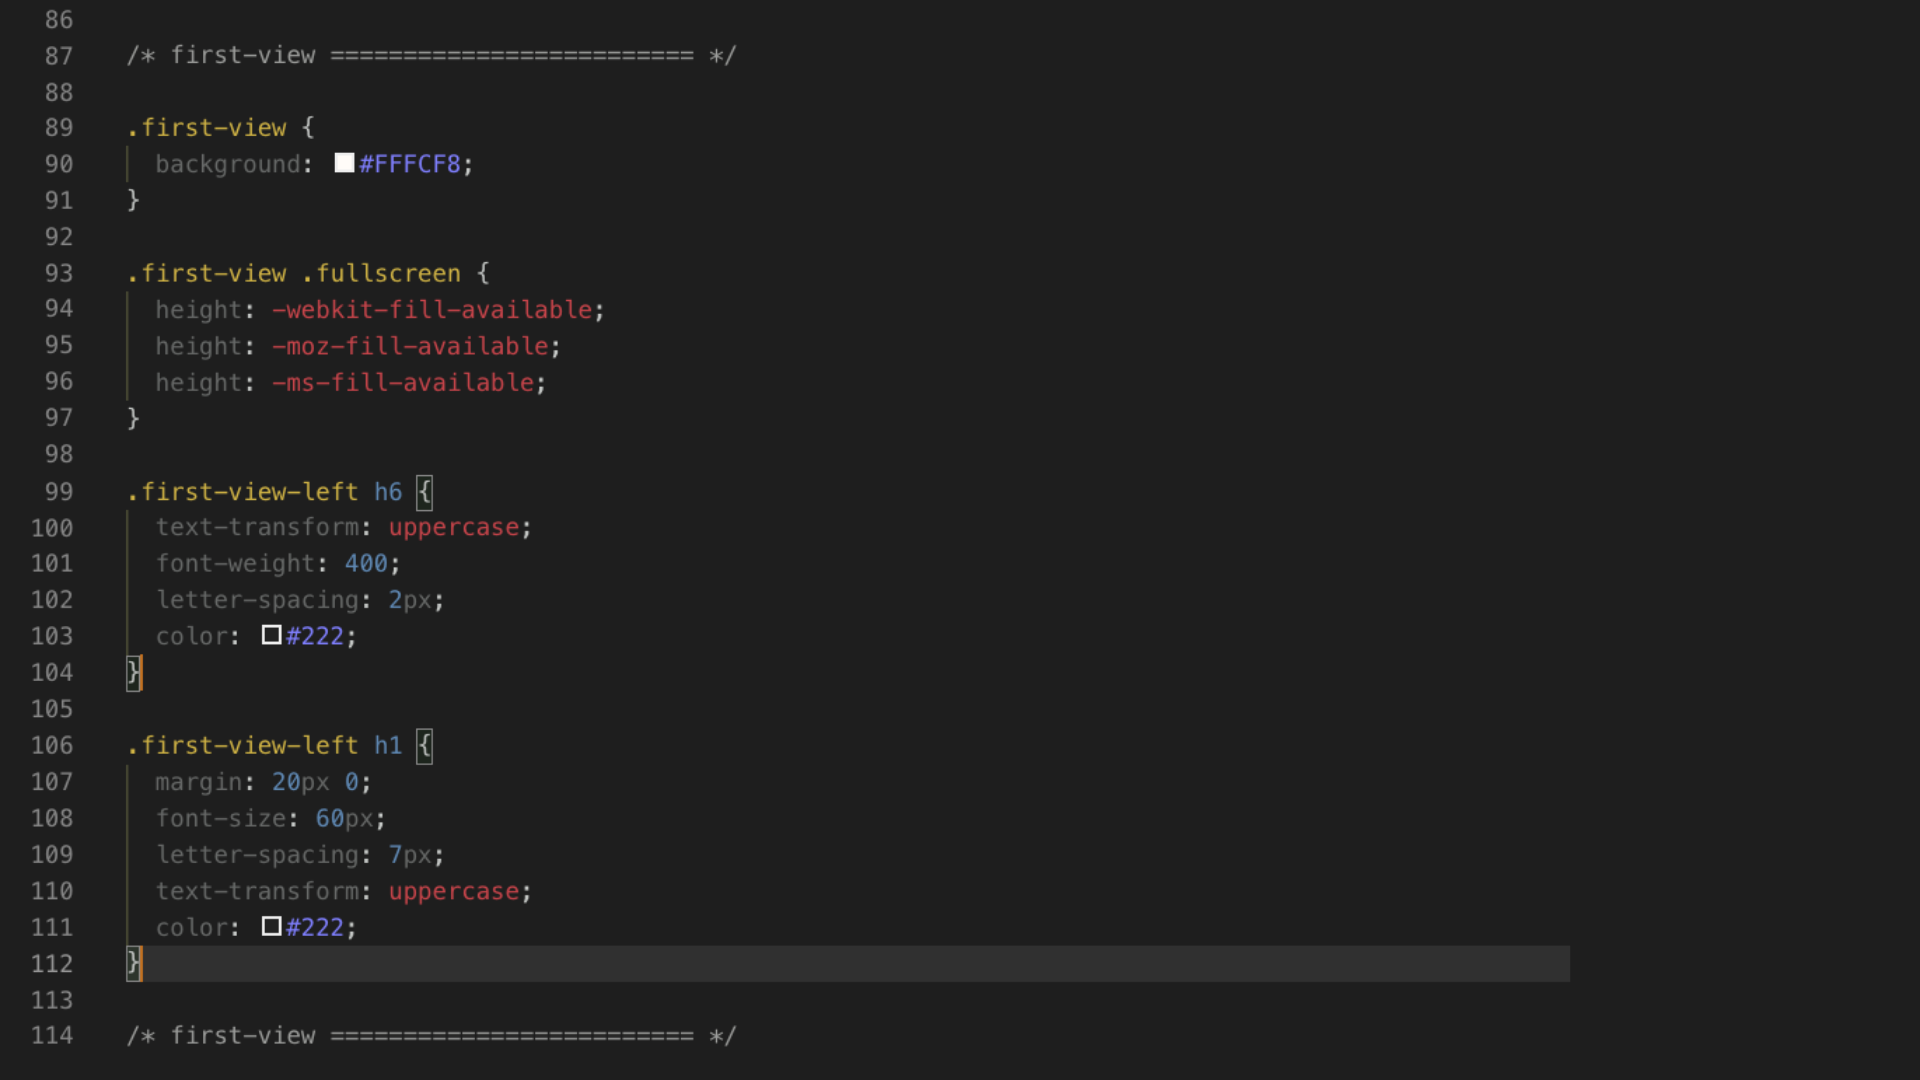 86
87 /* first-view ========================= */
88
89 .first-view {
90 background: #FFFCF8;
91 }
92
93 .first-view .fullscreen {
94 height: -webkit-fill-available;
95 height: -moz-fill-available;
96 height: -ms-fill-available;
97 }
98
99 .first-view-left h6 {
100 text-transform: uppercase;
101 font-weight: 400;
102 letter-spacing: 2px;
103 color: #222;
104 }
105
106 .first-view-left h1 {
107 margin: 20px 0;
108 font-size: 60px;
109 letter-spacing: 7px;
110 text-transform: uppercase;
111 color: #222;
112 }
113
114 /* first-view ========================= */